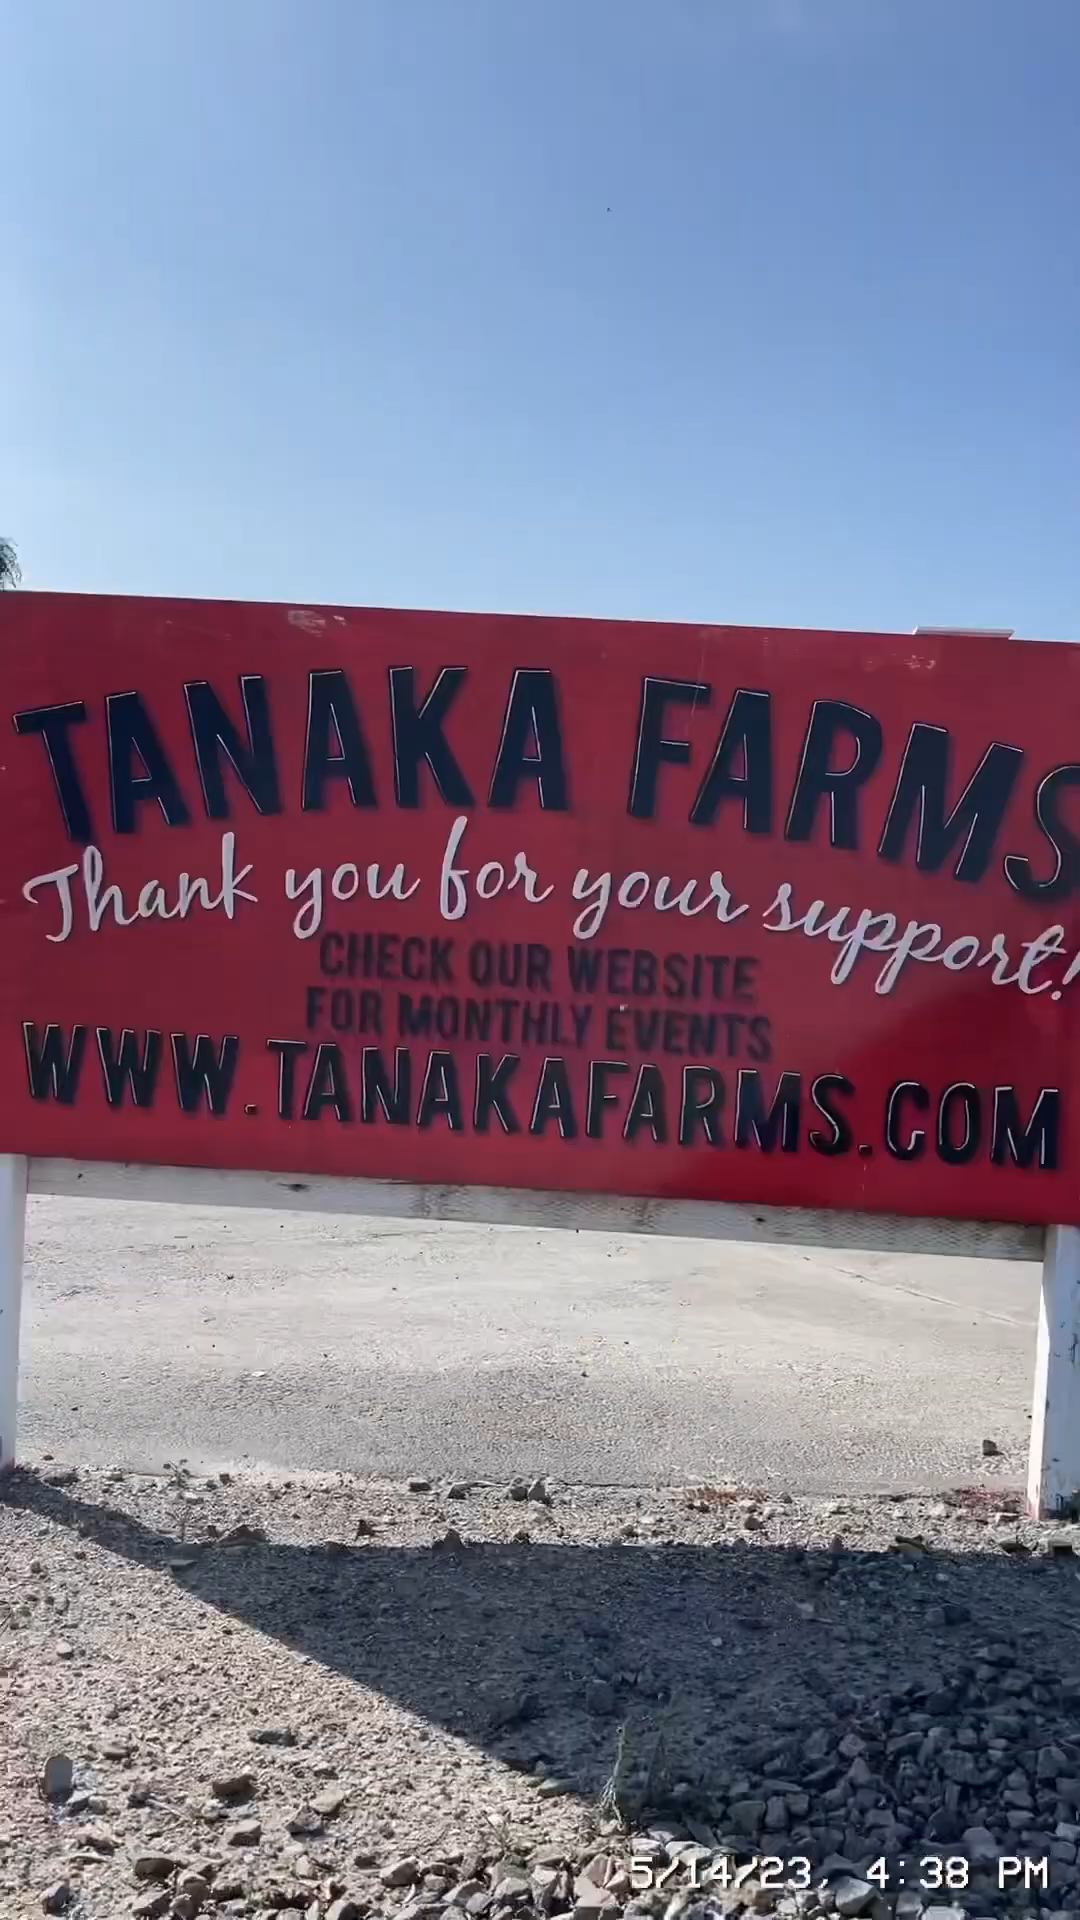 TANAKA FARMS
Thank you for your support!
CHECK OUR WEBSITE
FOR MONTHLY EVENTS
WWW.TANAKAFARMS.COM
5/14/23, 4:38 PM